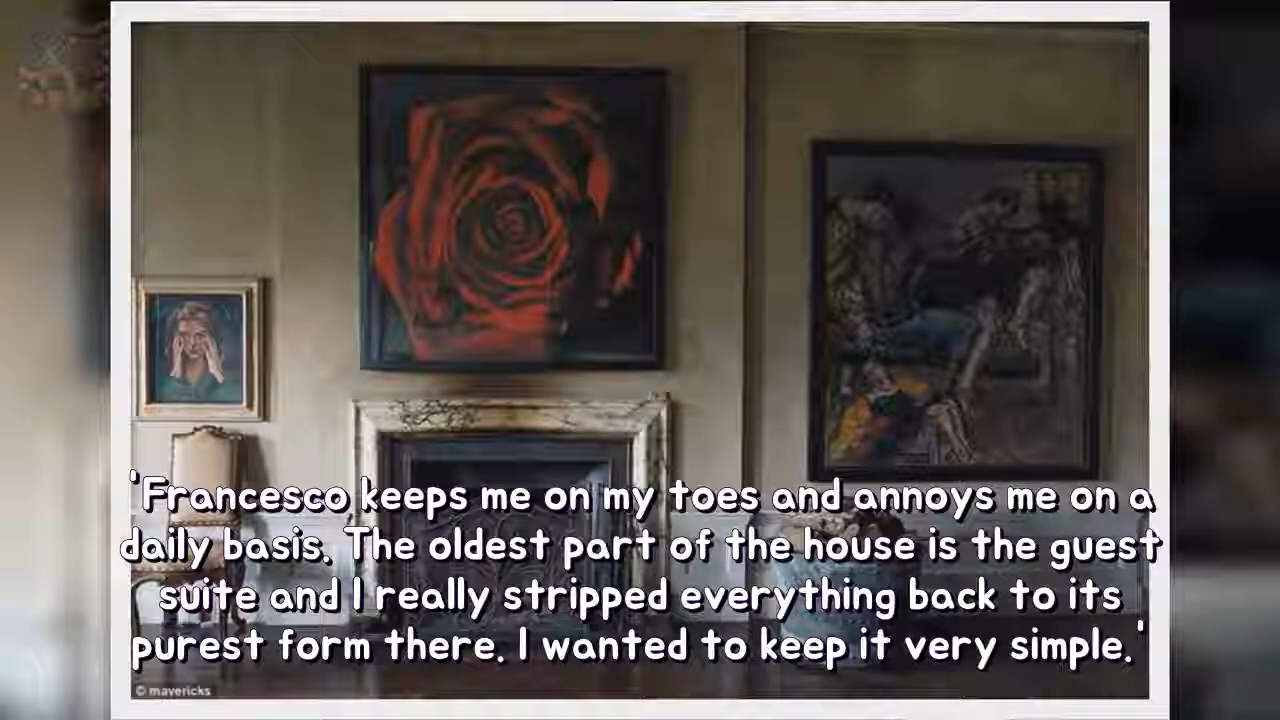 'Francesco keeps me on my toes and annoys me on a
daily basis. The oldest part of the house is the guest
suite and I really stripped everything back to its
purest form there. I wanted to keep it very simple.'
© mavericks